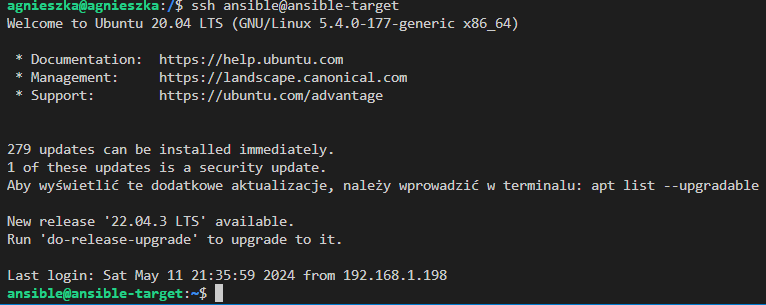 agnieszka@agnieszka:/$ ssh ansible@ansible-target
Welcome to Ubuntu 20.04 LTS (GNU/Linux 5.4.0-177-generic x86_64)
* Documentation: https://help.ubuntu.com
* Management: https://landscape.canonical.com
* Support: https://ubuntu.com/advantage
279 updates can be installed immediately.
1 of these updates is a security update.
Aby wyświetlić te dodatkowe aktualizacje, należy wprowadzić w terminalu: apt list --upgradable
New release '22.04.3 LTS' available.
Run 'do-release-upgrade' to upgrade to it.
Last login: Sat May 11 21:35:59 2024 from 192.168.1.198
ansible@ansible-target:~$